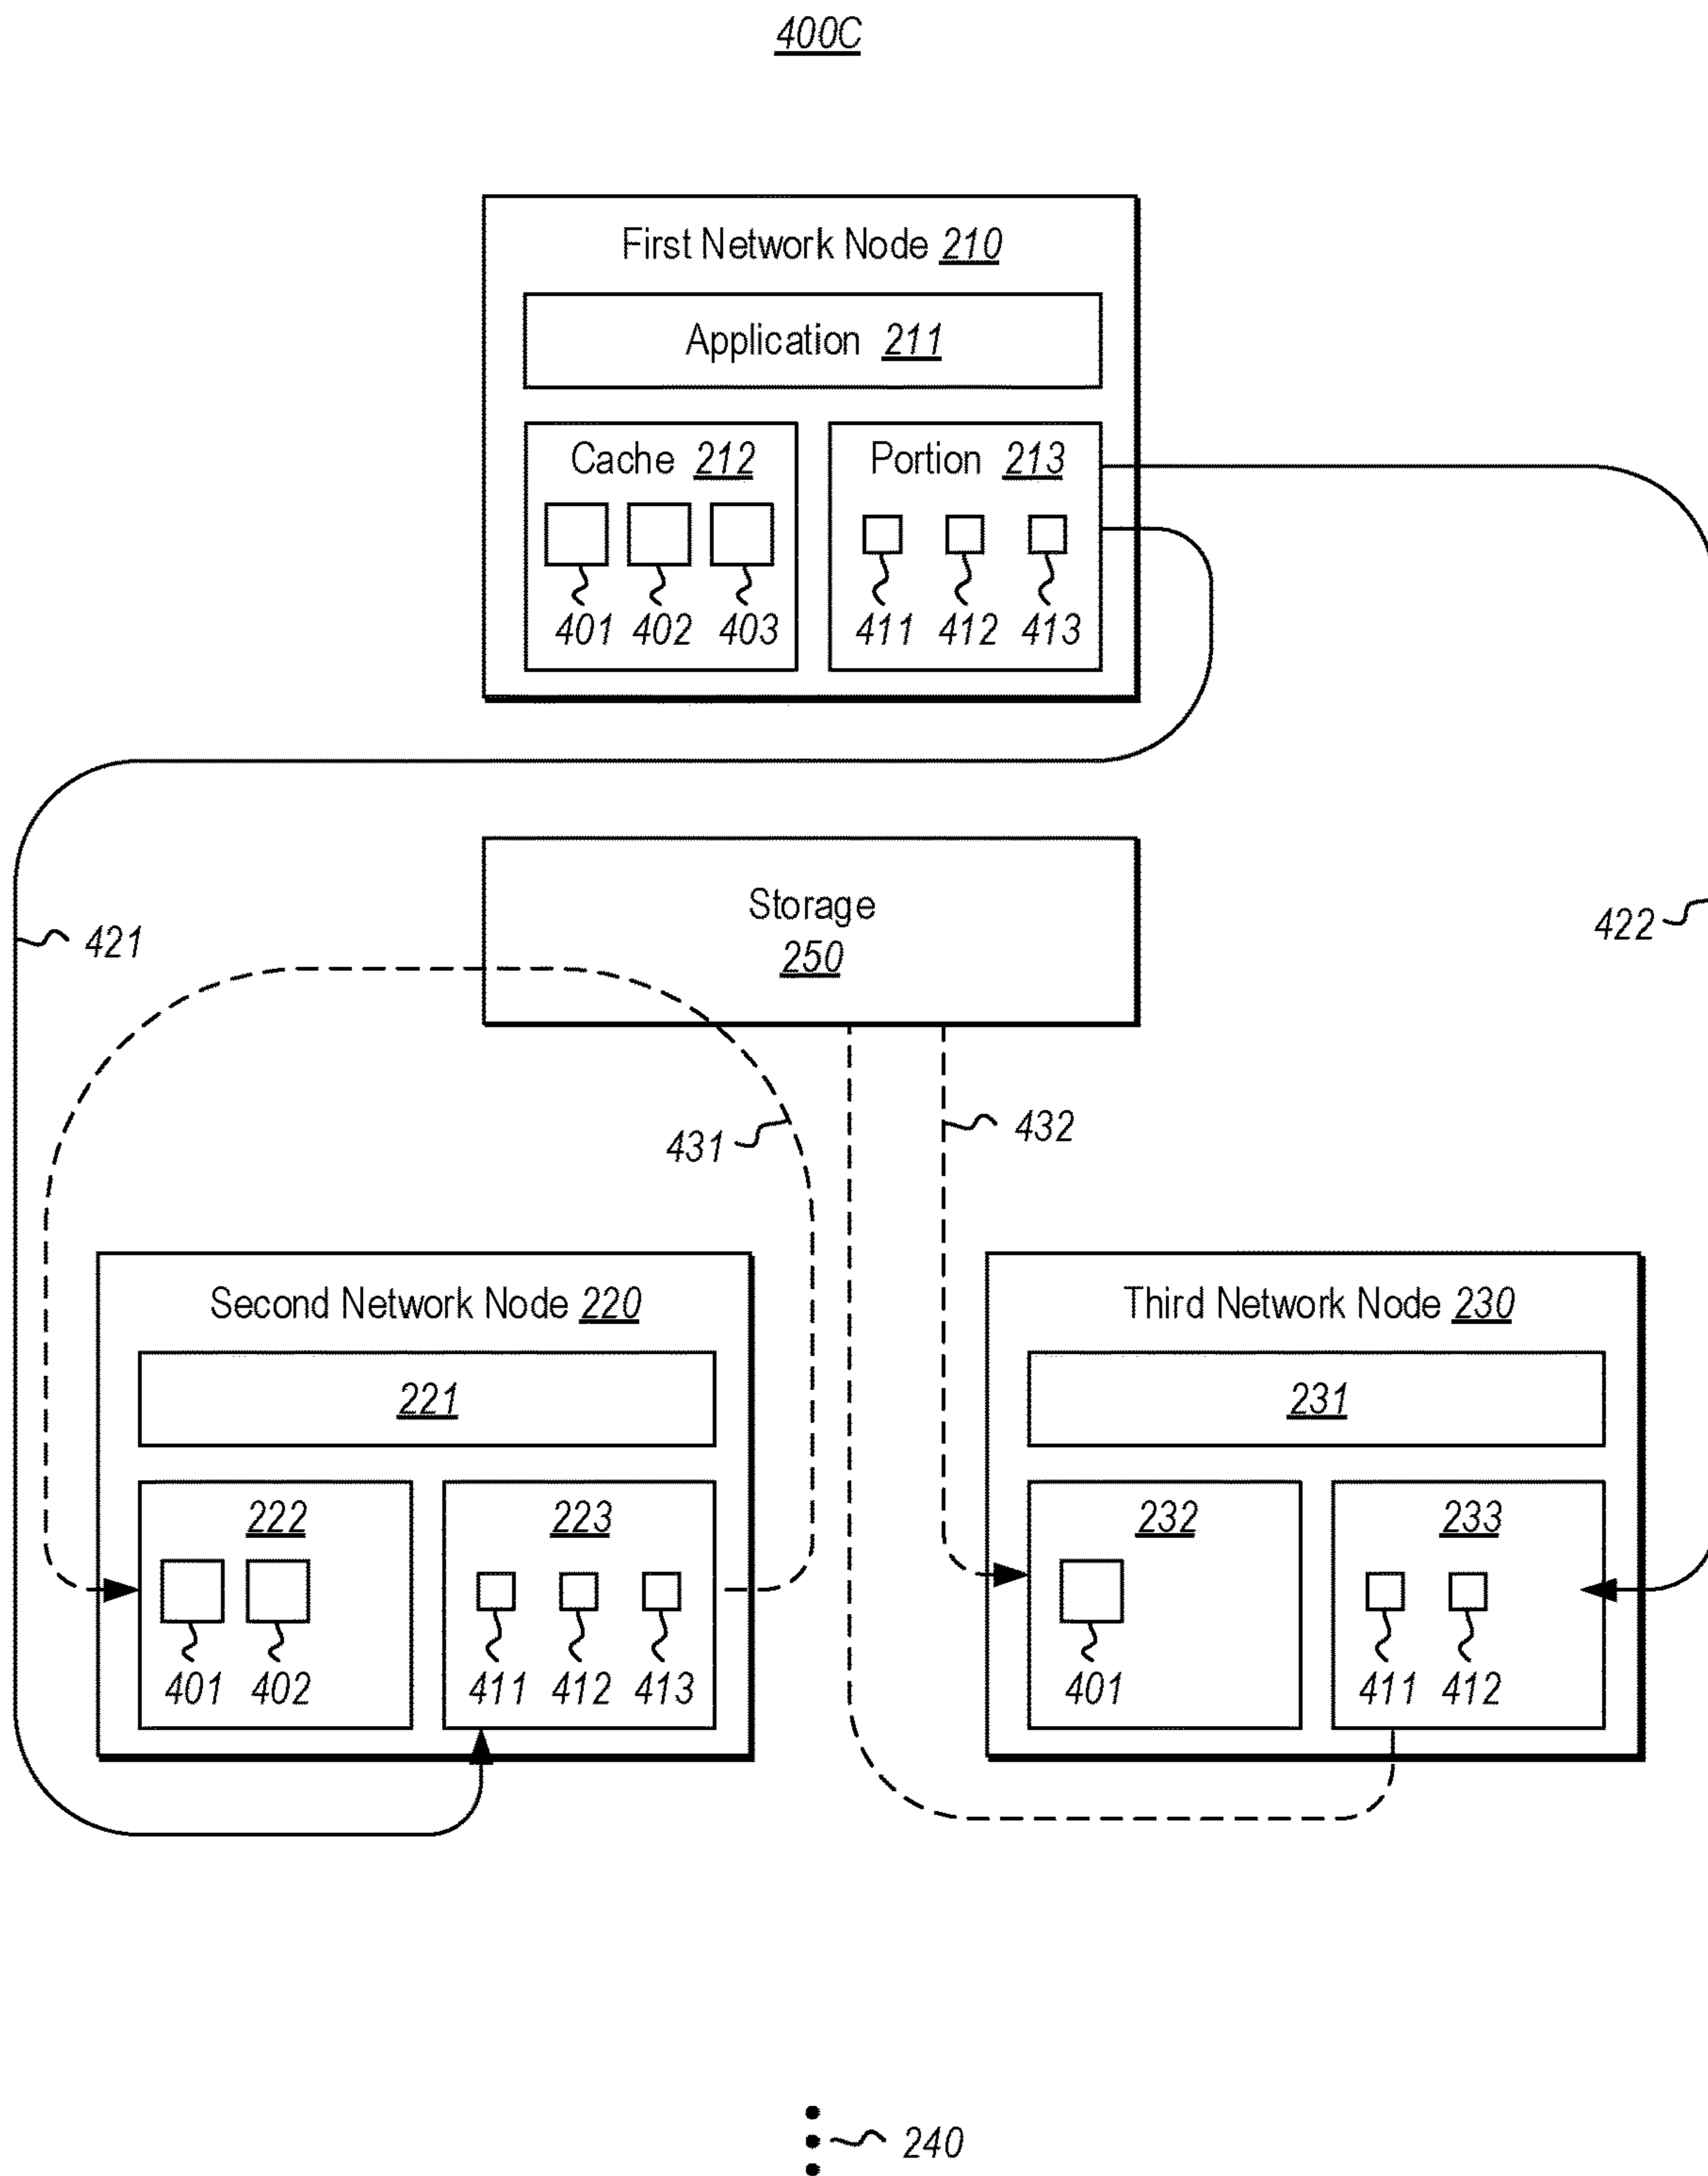 400C
First Network Node 210
Application 211
Cache 212
Portion 213
401 402 403
411 412 413
Storage
250
421
422
431
432
Second Network Node 220
Third Network Node 230
221
231
222
223
232
233
401 402
411 412 413
401
411 412
240